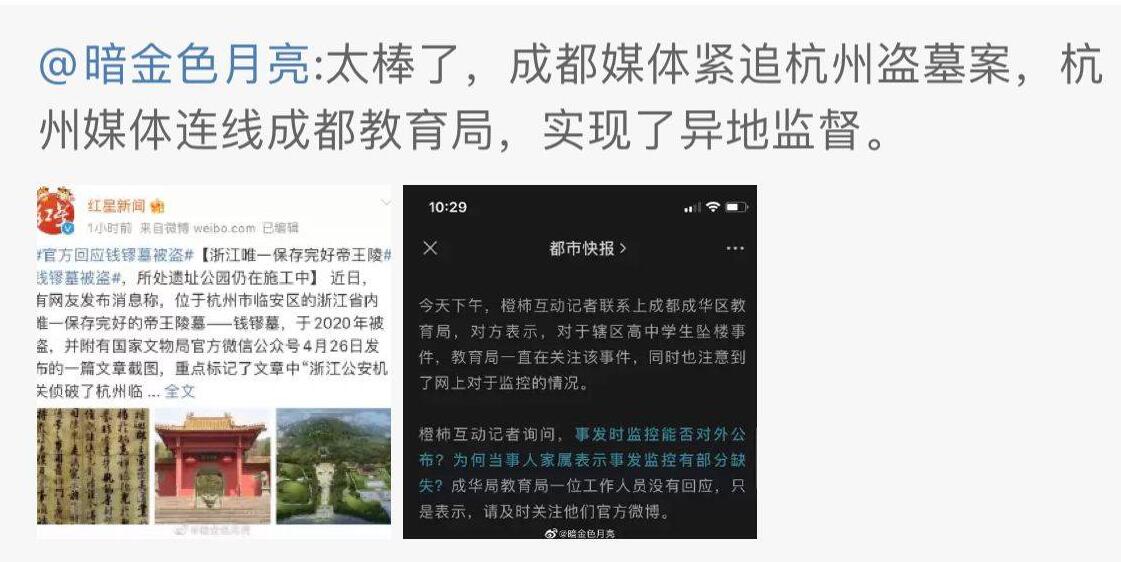 @暗金色月亮:太棒了，成都媒体紧追杭州盗墓案，杭
州媒体连线成都教育局，实现了异地监督。
红星新闻
1小时前 来自微博 weibo.com 已编辑
#官方回应钱镠墓被盗#【浙江唯一保存完好帝王陵#
钱镠墓被盗#，所处遗址公园仍在施工中】近日，
有网友发布消息称，位于杭州市临安区的浙江省内
唯一保存完好的帝王陵墓——钱镠墓，于2020年被
盗，并附有国家文物局官方微信公众号4月26日发
布的一篇文章截图，重点标记了文章中“浙江公安机
关侦破了杭州临 ... 全文
@暗金色月亮
10:29
都市快报
今天下午，橙柿互动记者联系上成都成华区教
育局，对方表示，对于辖区高中学生坠楼事
件，教育局一直在关注该事件，同时也注意到
了网上对于监控的情况。
橙柿互动记者询问，事发时监控能否对外公
布？为何当事人家属表示事发监控有部分缺
失？成华局教育局一位工作人员没有回应，只
是表示，请及时关注他们官方微博。
@暗金色月亮